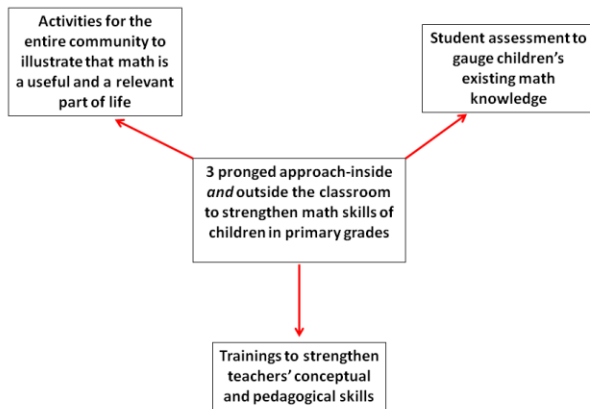 Activities for the
entire community to
illustrate that math is
a useful and a relevant
part of life
Student assessment to
gauge children’s
existing math
knowledge
3 pronged approach-inside
and outside the classroom
to strengthen math skills of
children in primary grades
Trainings to strengthen
teachers’ conceptual
and pedagogical skills